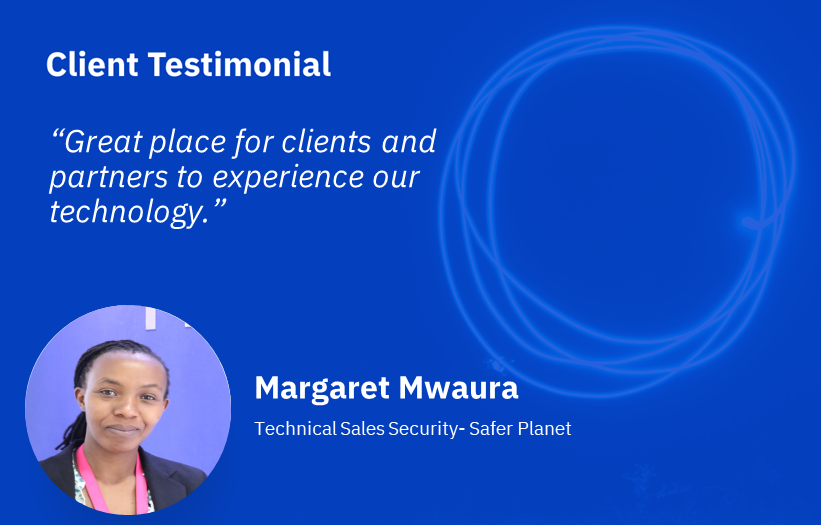 Client Testimonial
“Great place for clients and
partners to experience our
technology.”
Margaret Mwaura
Technical Sales Security- Safer Planet